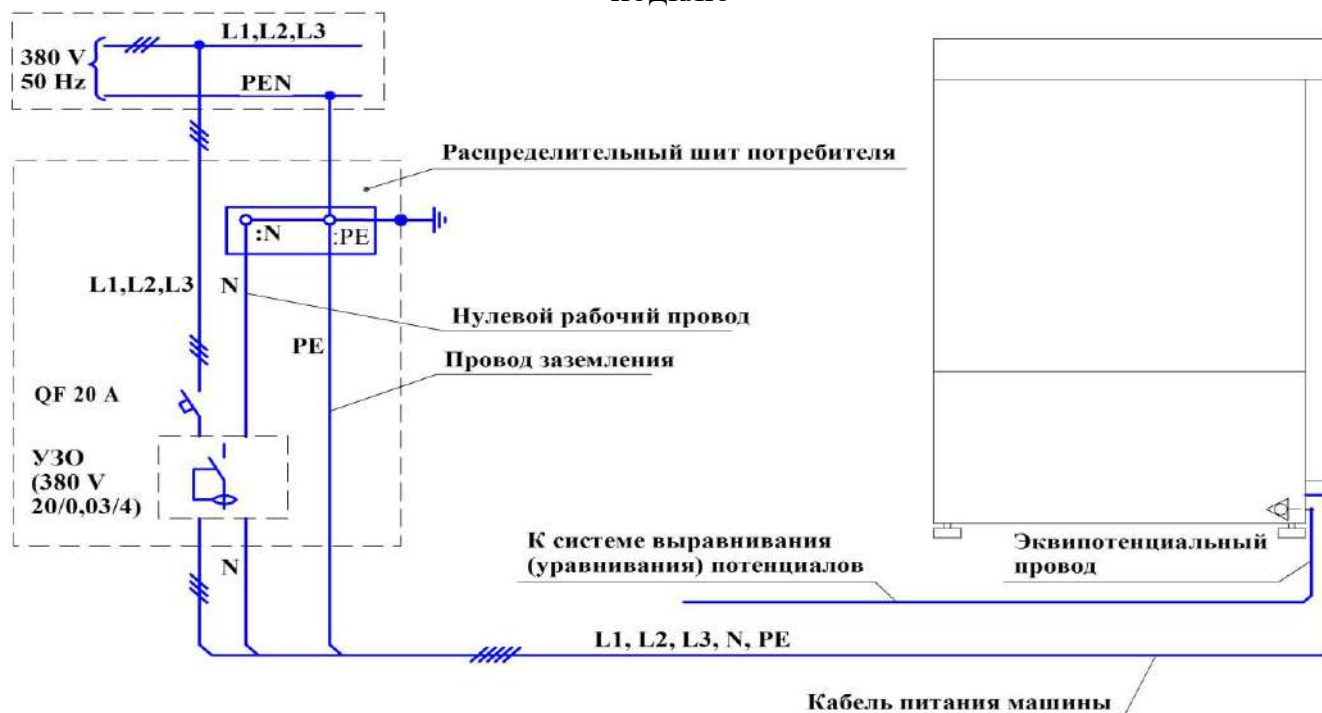 L1,L2,L3
380 V
50 Hz
PEN
Распределительный шит потребителя
:N
:PE
L1,L2,L3
N
Нулевой рабочий провод
PE
Провод заземления
QF 20 A
УЗО
(380 V
20/0,03/4)
N
К системе выравнивания
(уравнивания) потенциалов
Эквипотенциальный
провод
L1, L2, L3, N, PE
Кабель питания машины